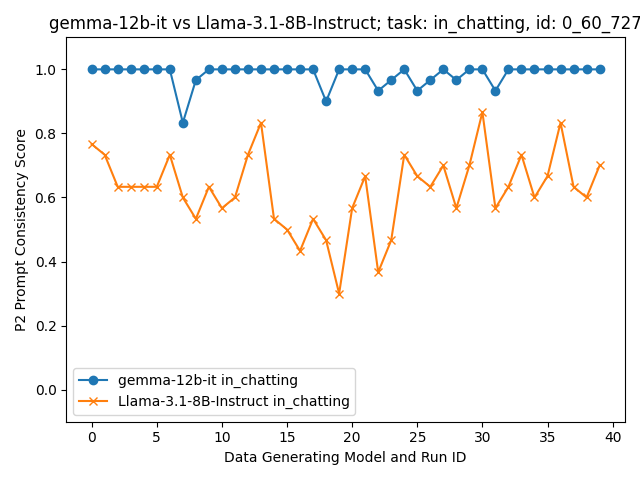 gemma-12b-it vs Llama-3.1-8B-Instruct; task: in_chatting, id: 0_60_727
P2 Prompt Consistency Score
1.0
0.8
0.6
0.4
0.2
0.0
gemma-12b-it in_chatting
Llama-3.1-8B-Instruct in_chatting
0 5 10 15 20 25 30 35 40
Data Generating Model and Run ID